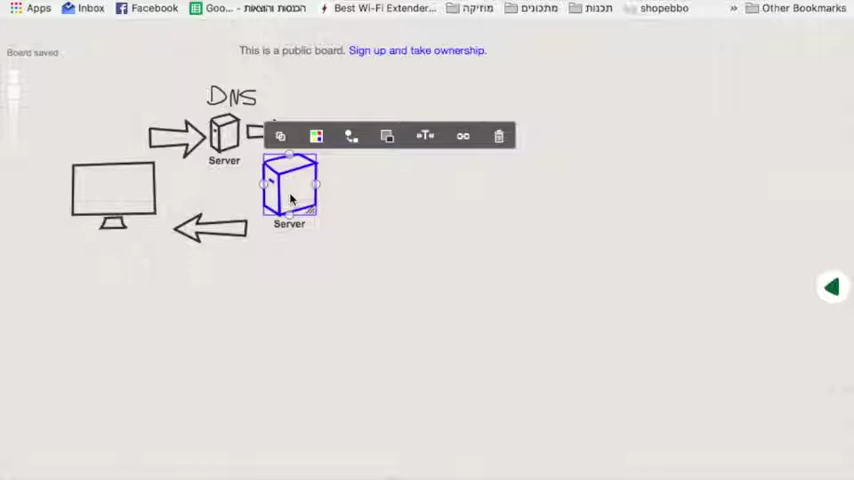 Apps Inbox Facebook Goo... - הכנסות והוצאות Best Wi-Fi Extender... מוזיקה מתכונים תכנות shopebbo » Other Bookmarks
This is a public board. Sign up and take ownership.
Board saved
DNS
»T«
Server
Server